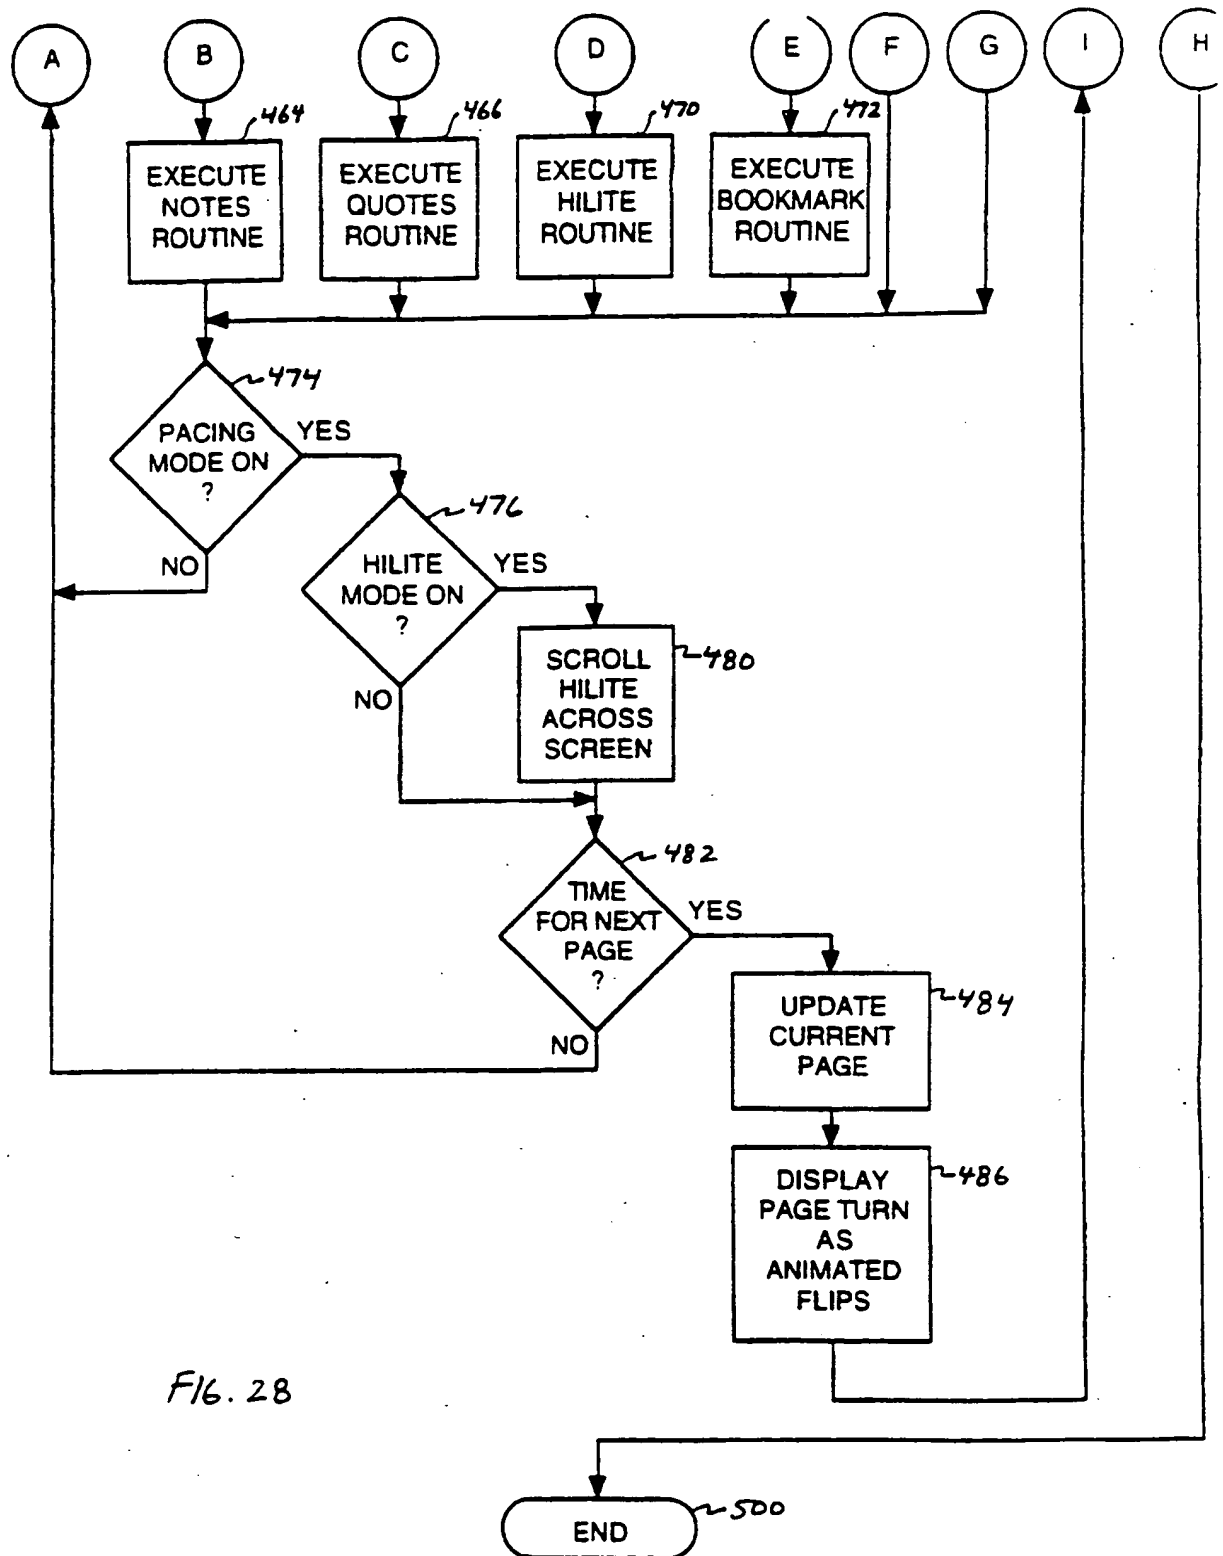 A B C D E F G I H
464 466 470 472
EXECUTE
NOTES
ROUTINE
EXECUTE
QUOTES
ROUTINE
EXECUTE
HILITE
ROUTINE
EXECUTE
BOOKMARK
ROUTINE
474
PACING
MODE ON
?
YES
NO
476
HILITE
MODE ON
?
YES
NO
480
SCROLL
HILITE
ACROSS
SCREEN
482
TIME
FOR NEXT
PAGE
?
YES
NO
484
UPDATE
CURRENT
PAGE
486
DISPLAY
PAGE TURN
AS
ANIMATED
FLIPS
FIG. 28
500
END